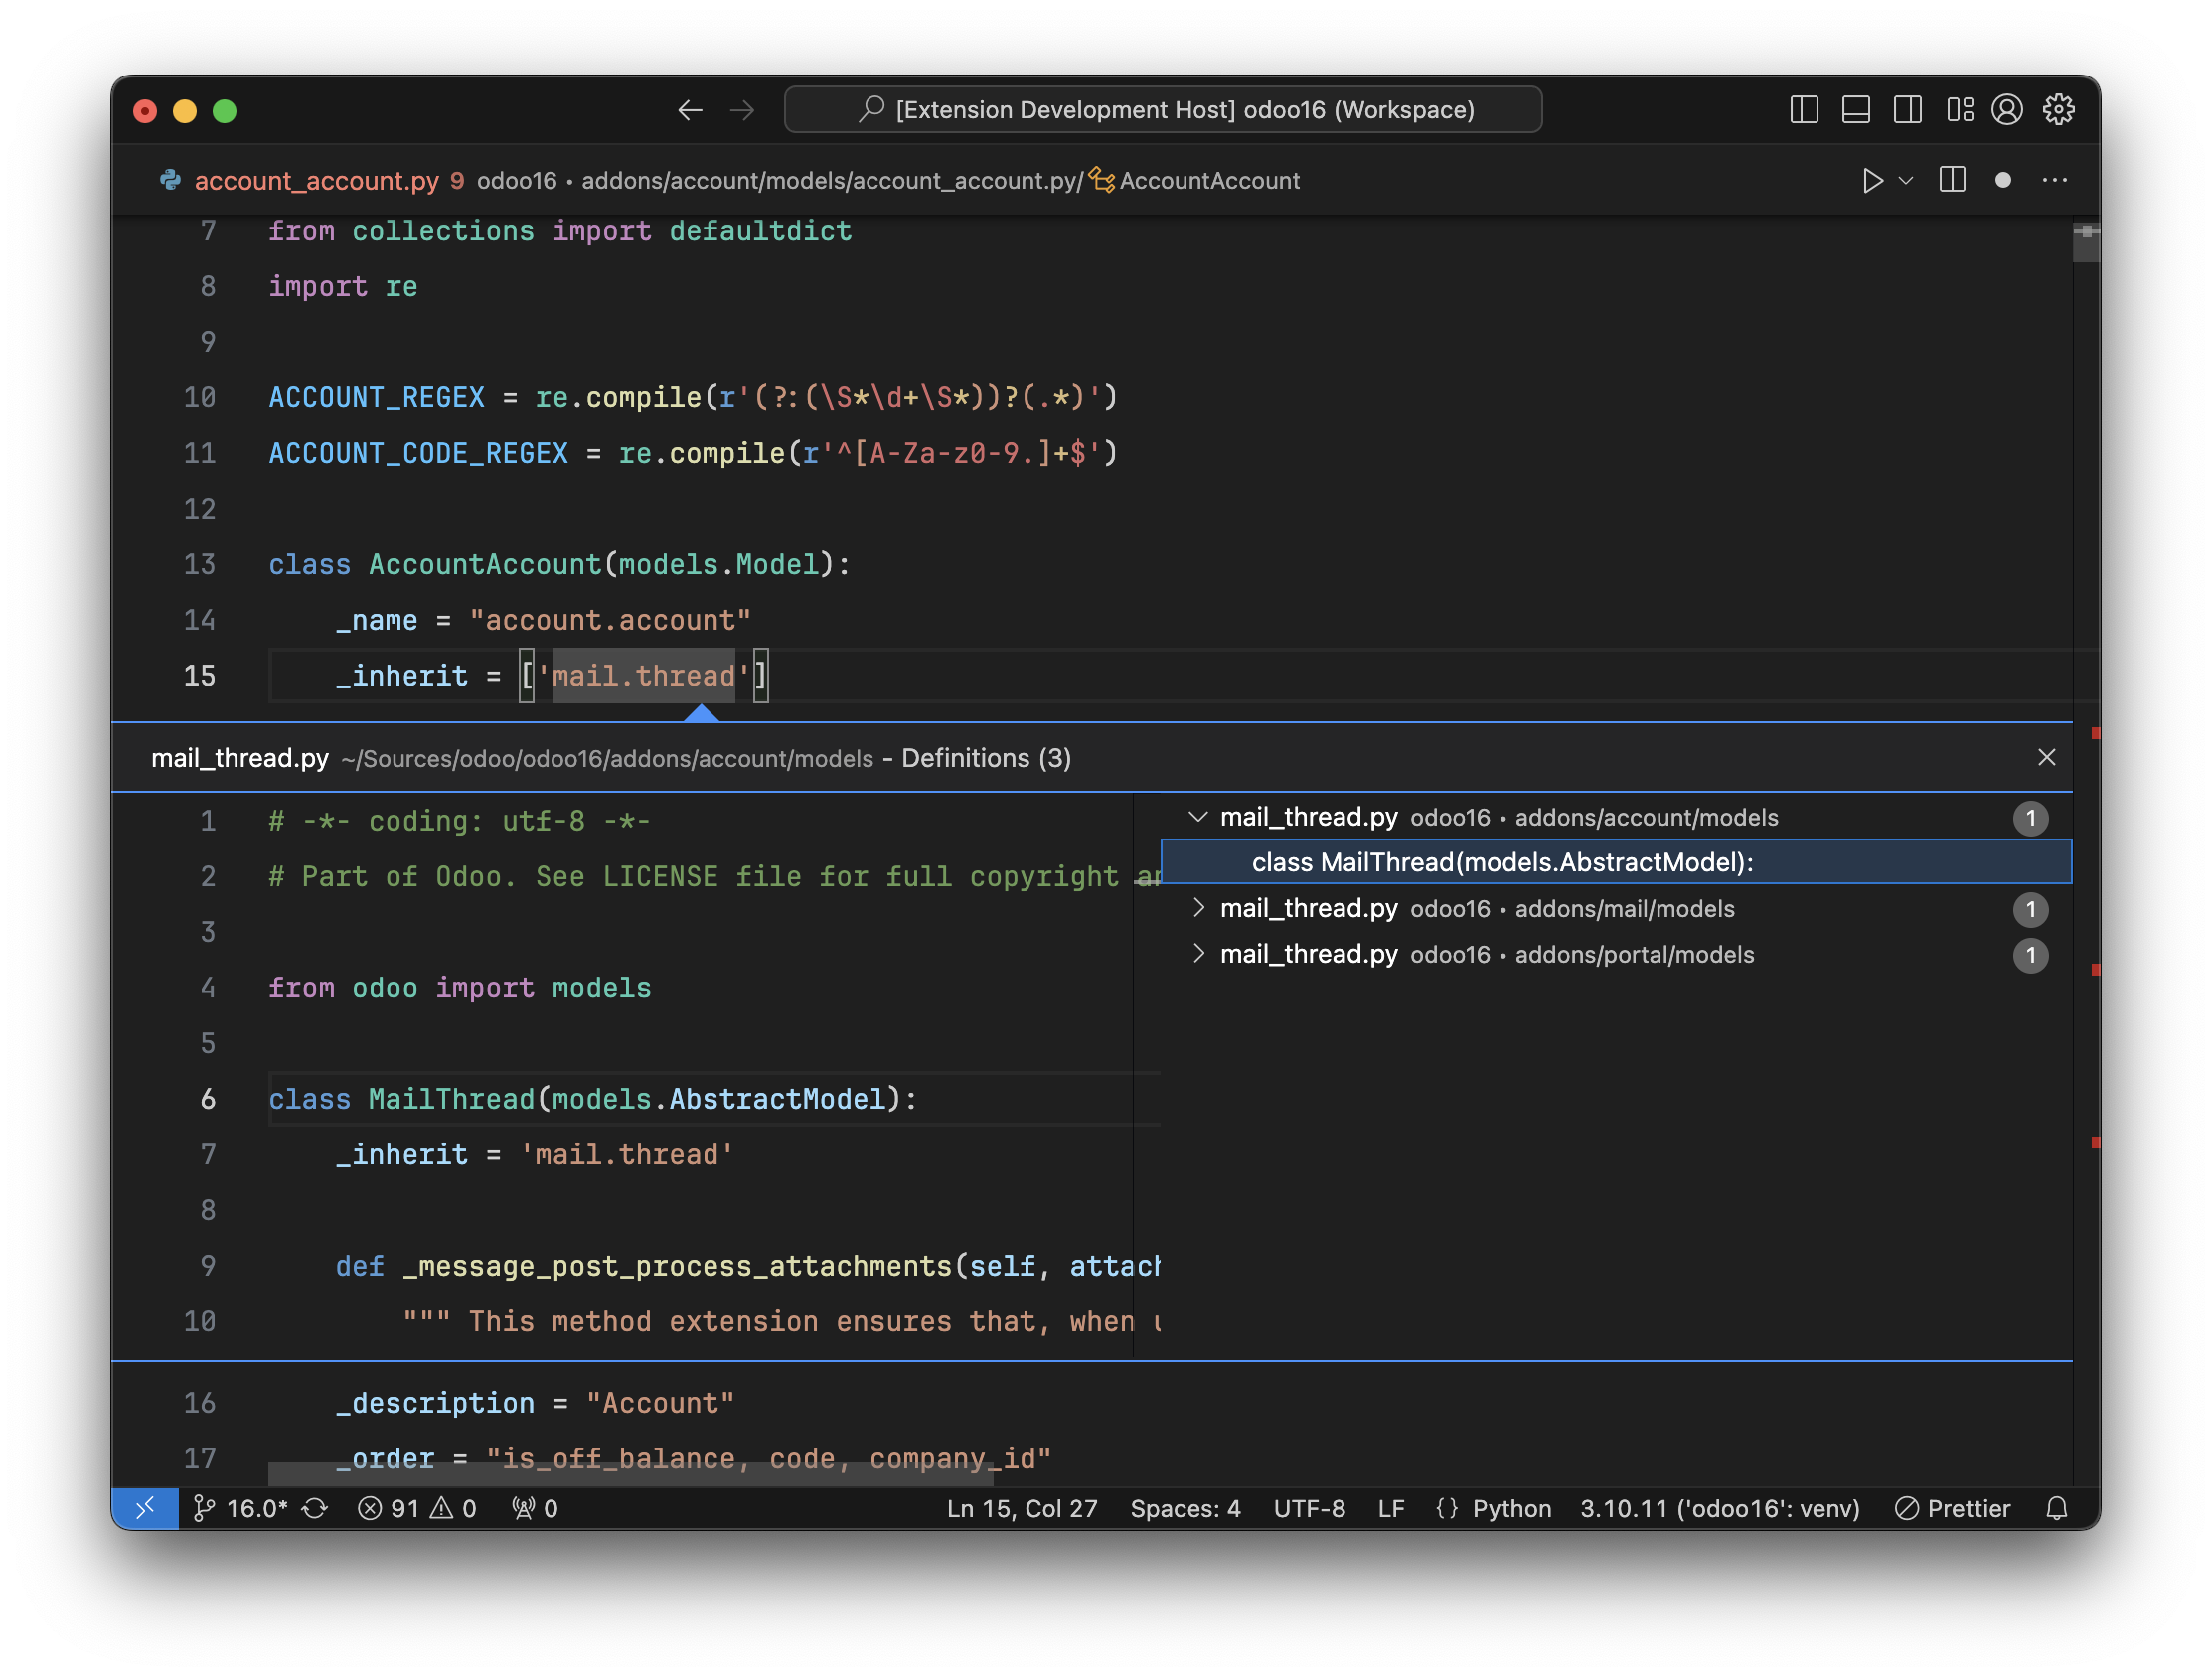 [Extension Development Host] odoo16 (Workspace)
account_account.py 9 odoo16 • addons/account/models/account_account.py/ AccountAccount
7 from collections import defaultdict
8 import re
9
10 ACCOUNT_REGEX = re.compile(r'(?:(\S*\d+\S*))?(.*)')
11 ACCOUNT_CODE_REGEX = re.compile(r'^[A-Za-z0-9.]+$')
12
13 class AccountAccount(models.Model):
14 _name = "account.account"
15 _inherit = ['mail.thread']
mail_thread.py ~/Sources/odoo/odoo16/addons/account/models - Definitions (3)
1 # -*- coding: utf-8 -*-
2 # Part of Odoo. See LICENSE file for full copyright
3
4 from odoo import models
5
6 class MailThread(models.AbstractModel):
7 _inherit = 'mail.thread'
8
9 def _message_post_process_attachments(self, attach
10 """ This method extension ensures that, when
mail_thread.py odoo16 • addons/account/models 1
class MailThread(models.AbstractModel):
mail_thread.py odoo16 • addons/mail/models 1
mail_thread.py odoo16 • addons/portal/models 1
16 _description = "Account"
17 _order = "is_off_balance, code, company_id"
16.0* 91 0 0 Ln 15, Col 27 Spaces: 4 UTF-8 LF {} Python 3.10.11 ('odoo16': venv) Prettier